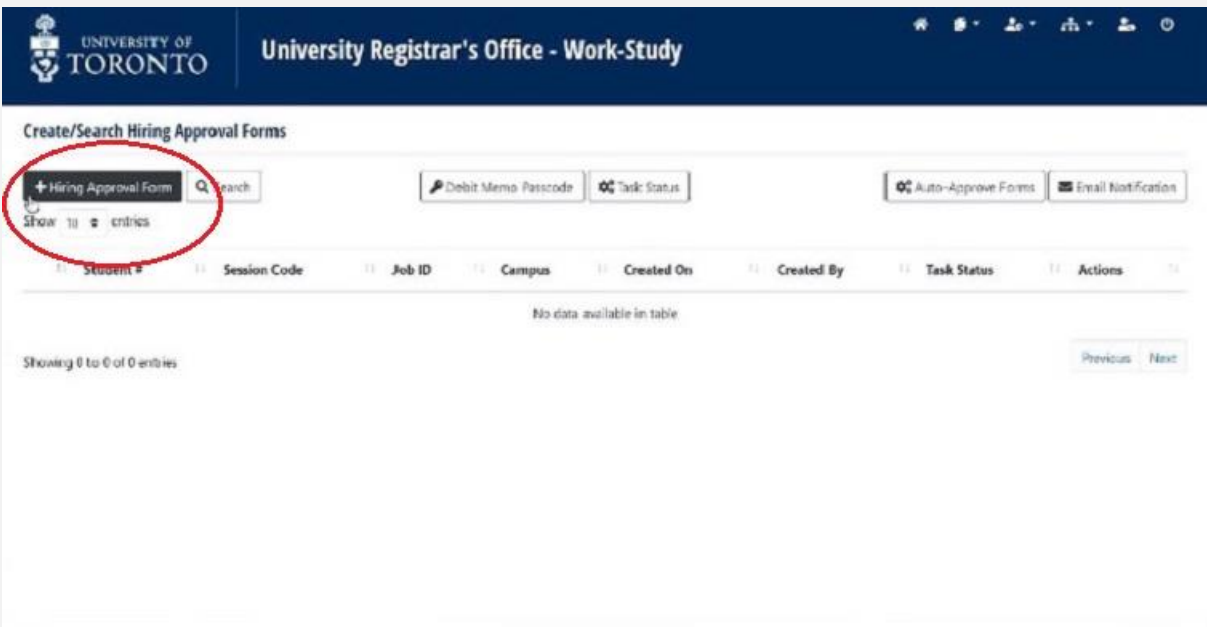 UNIVERSITY OF
TORONTO
University Registrar's Office - Work-Study
Create/Search Hiring Approval Forms
+ Hiring Approval Form Search Debit Memo Passcode Task Status Auto-Approve Forms Email Notification
Show 10 entries
Student # Session Code Job ID Campus Created On Created By Task Status Actions
No data available in table
Showing 0 to 0 of 0 entries Previous Next